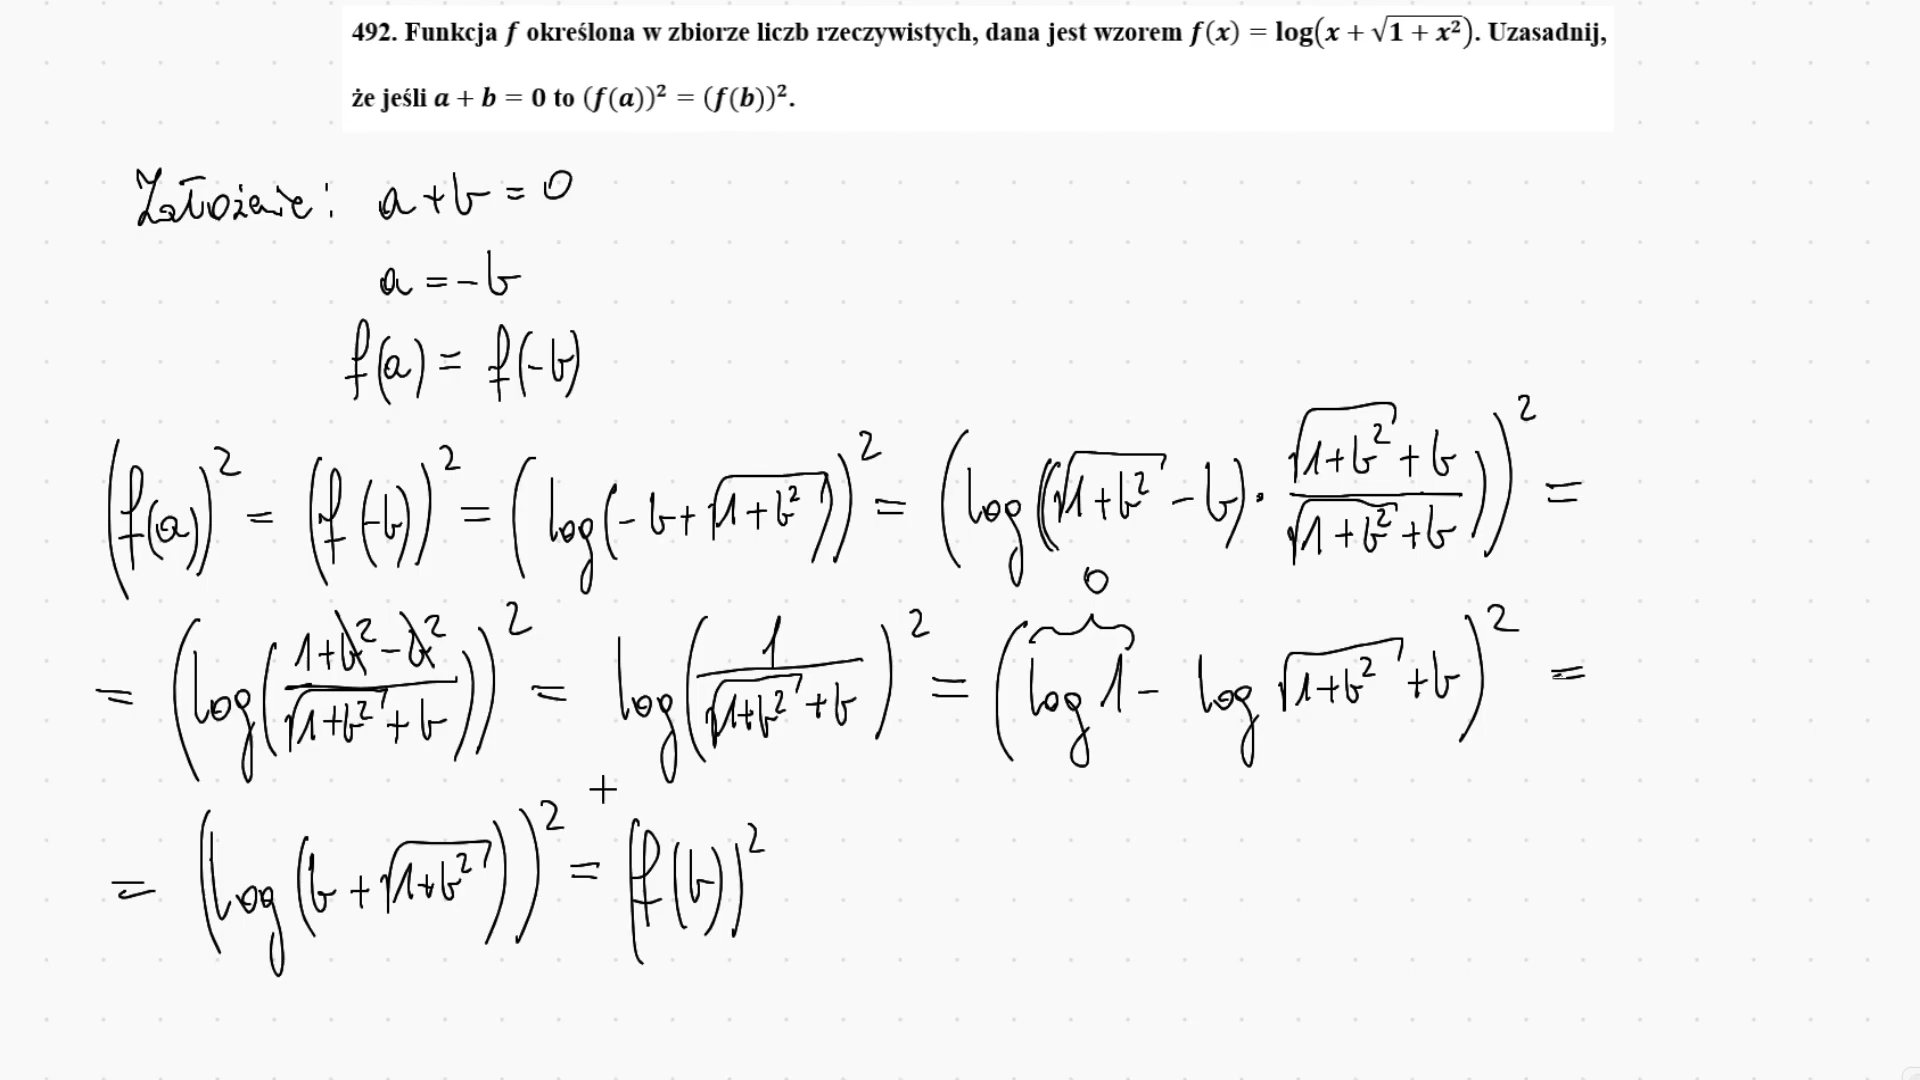 492. Funkcja f określona w zbiorze liczb rzeczywistych, dana jest wzorem f(x) = log(x + √(1 + x²)). Uzasadnij,
że jeśli a + b = 0 to (f(a))² = (f(b))².
Założenie: a+b = 0
a = -b
f(a) = f(-b)
(f(a))² = (f(-b))² = (log(-b+√(1+b²)))² = (log((√(1+b²) - b) · (√(1+b²)+b)/(√(1+b²)+b)))² =
= (log((1+b²-b²)/(√(1+b²)+b)))² = log(1/(√(1+b²)+b))² = (log 1 - log √(1+b²) + b)² =
0
+
= (log(b+√(1+b²)))² = (f(b))²